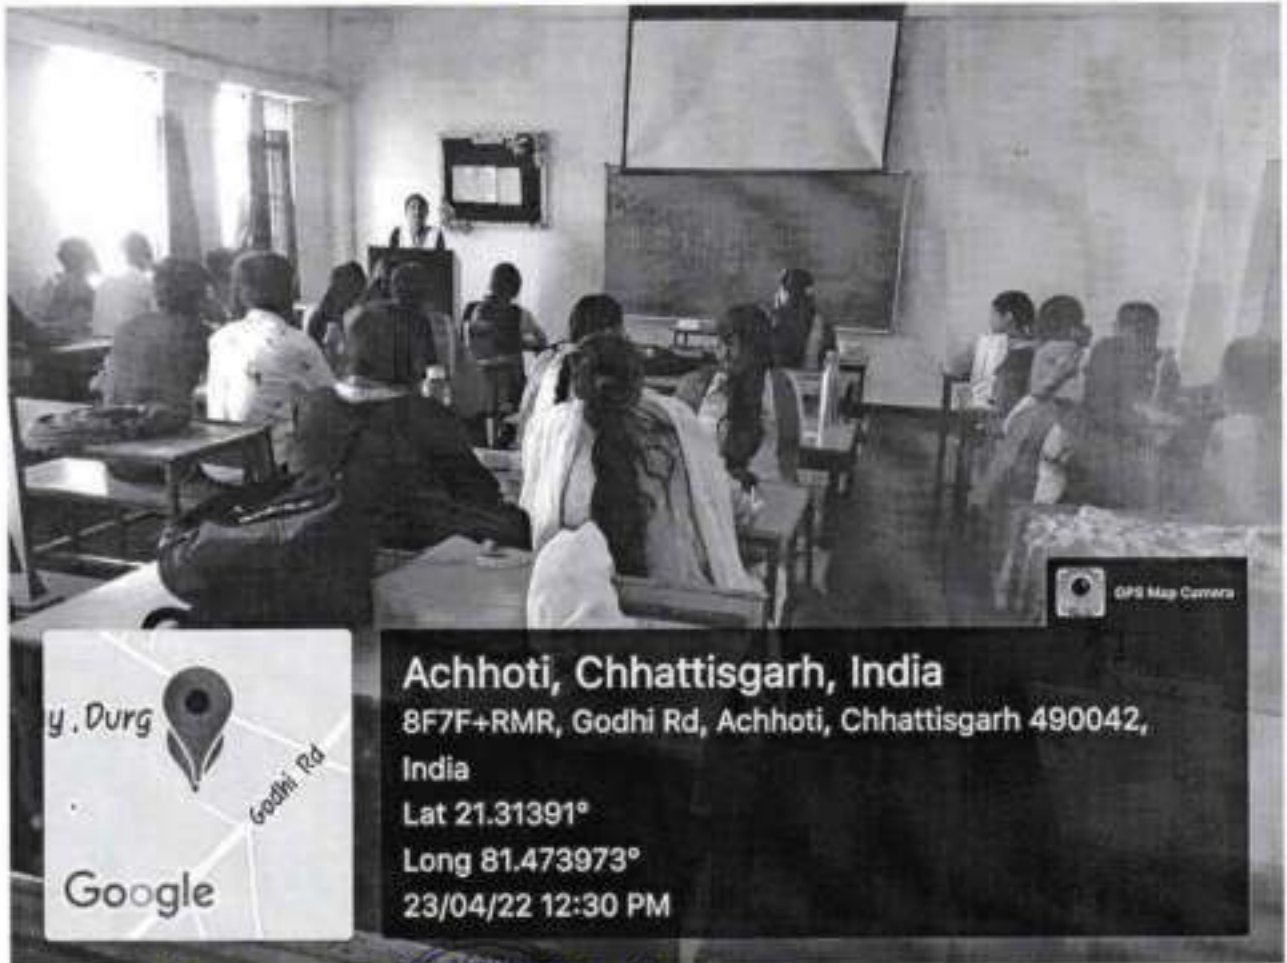 GPS Map Camera
Achhoti, Chhattisgarh, India
8F7F+RMR, Godhi Rd, Achhoti, Chhattisgarh 490042,
India
Lat 21.31391°
Long 81.473973°
23/04/22 12:30 PM
y, Durg
Godhi Rd
Google